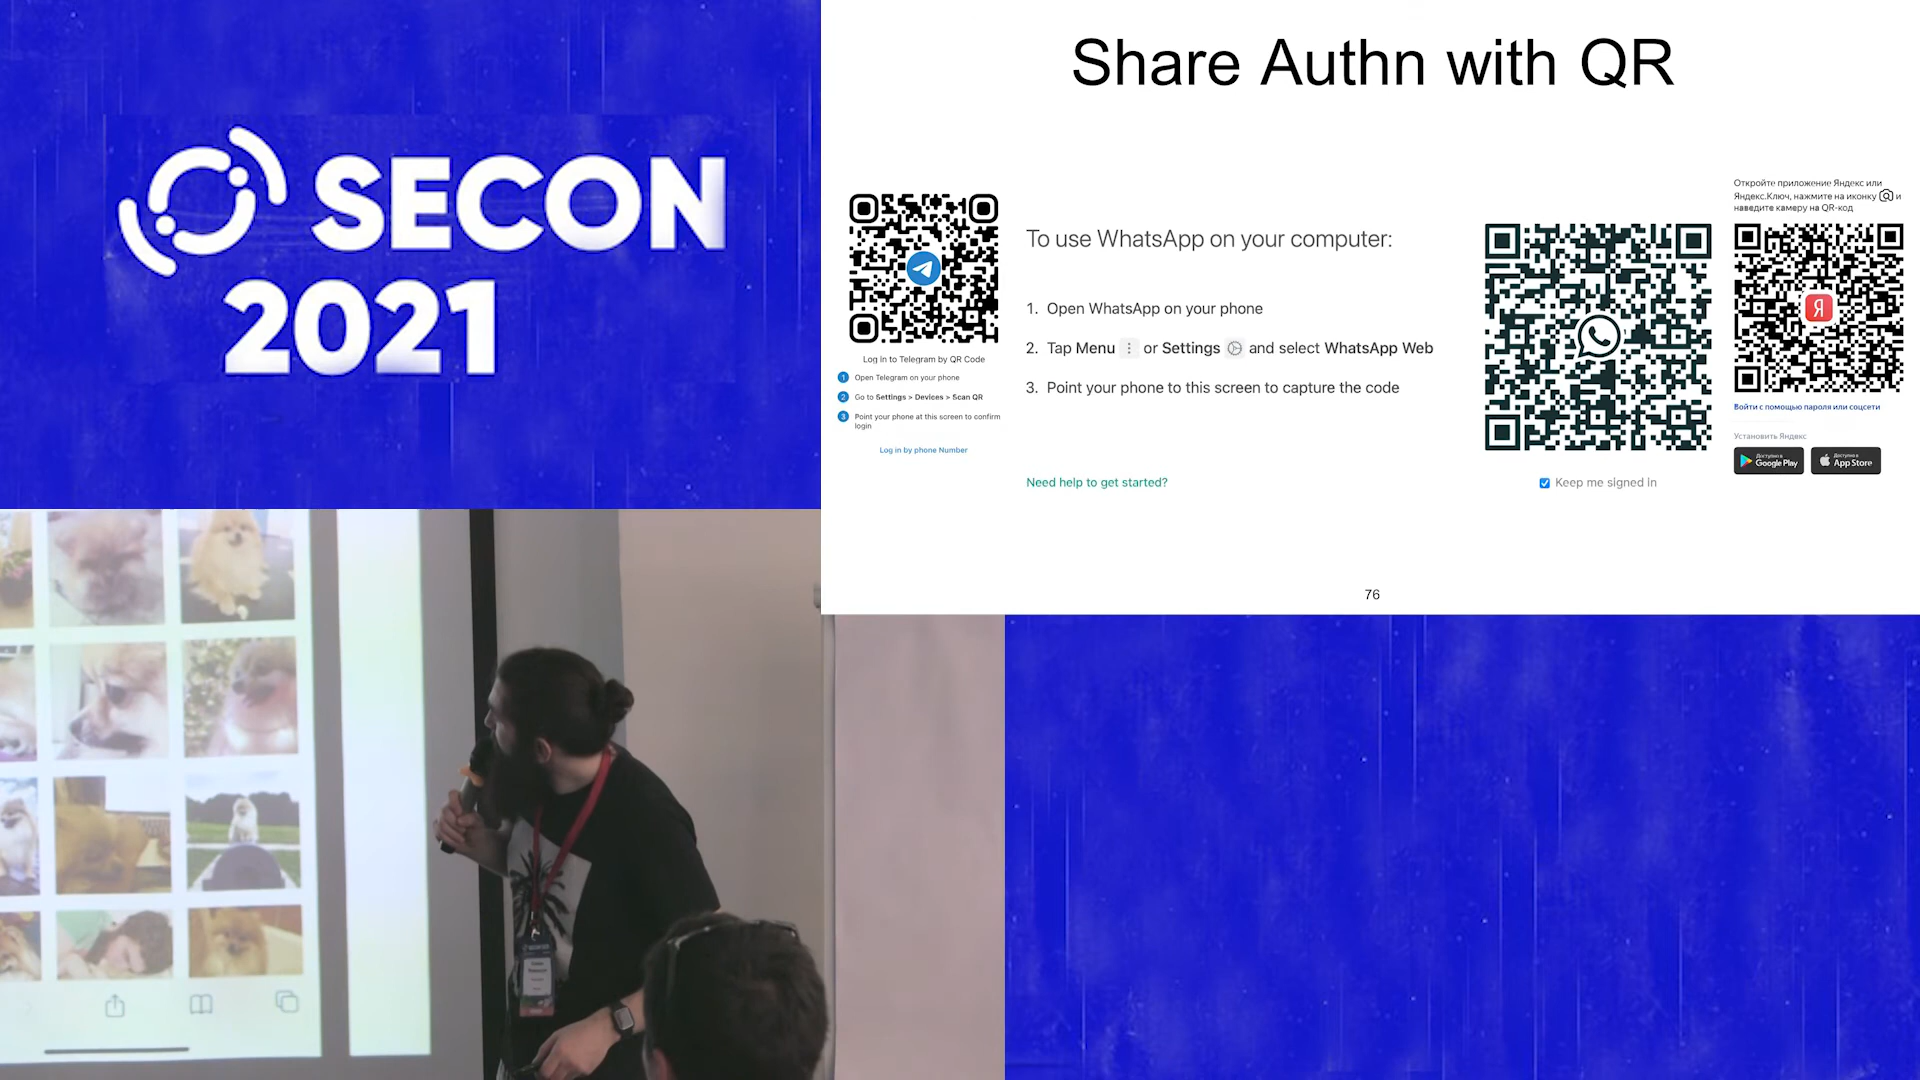 SECON
2021
Share Authn with QR
Log in to Telegram by QR Code
1 Open Telegram on your phone
2 Go to Settings > Devices > Scan QR
3 Point your phone at this screen to confirm
login
Log in by phone Number
To use WhatsApp on your computer:
1. Open WhatsApp on your phone
2. Tap Menu or Settings and select WhatsApp Web
3. Point your phone to this screen to capture the code
Need help to get started?
Keep me signed in
Откройте приложение Яндекс или
Яндекс.Ключ, нажмите на иконку и
наведите камеру на QR-код
Я
Войти с помощью пароля или соцсети
Установить Яндекс
Доступно в
Google Play
Доступно в
App Store
76